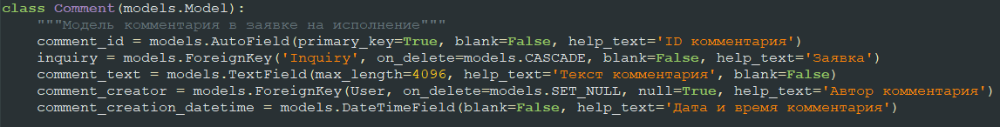 class Comment(models.Model):
    """Модель комментария в заявке на исполнение"""
    comment_id = models.AutoField(primary_key=True, blank=False, help_text='ID комментария')
    inquiry = models.ForeignKey('Inquiry', on_delete=models.CASCADE, blank=False, help_text='Заявка')
    comment_text = models.TextField(max_length=4096, help_text='Текст комментария', blank=False)
    comment_creator = models.ForeignKey(User, on_delete=models.SET_NULL, null=True, help_text='Автор комментария')
    comment_creation_datetime = models.DateTimeField(blank=False, help_text='Дата и время комментария')